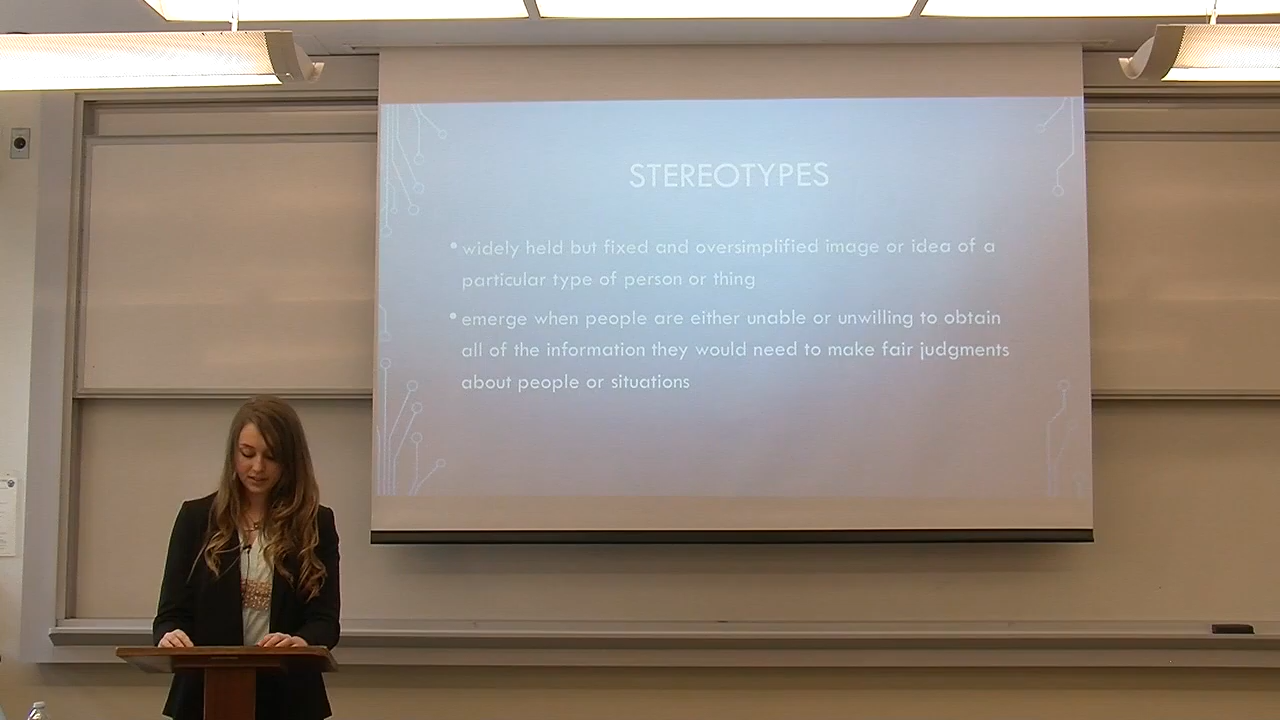 STEREOTYPES
• widely held but fixed and oversimplified image or idea of a
particular type of person or thing
• emerge when people are either unable or unwilling to obtain
all of the information they would need to make fair judgments
about people or situations